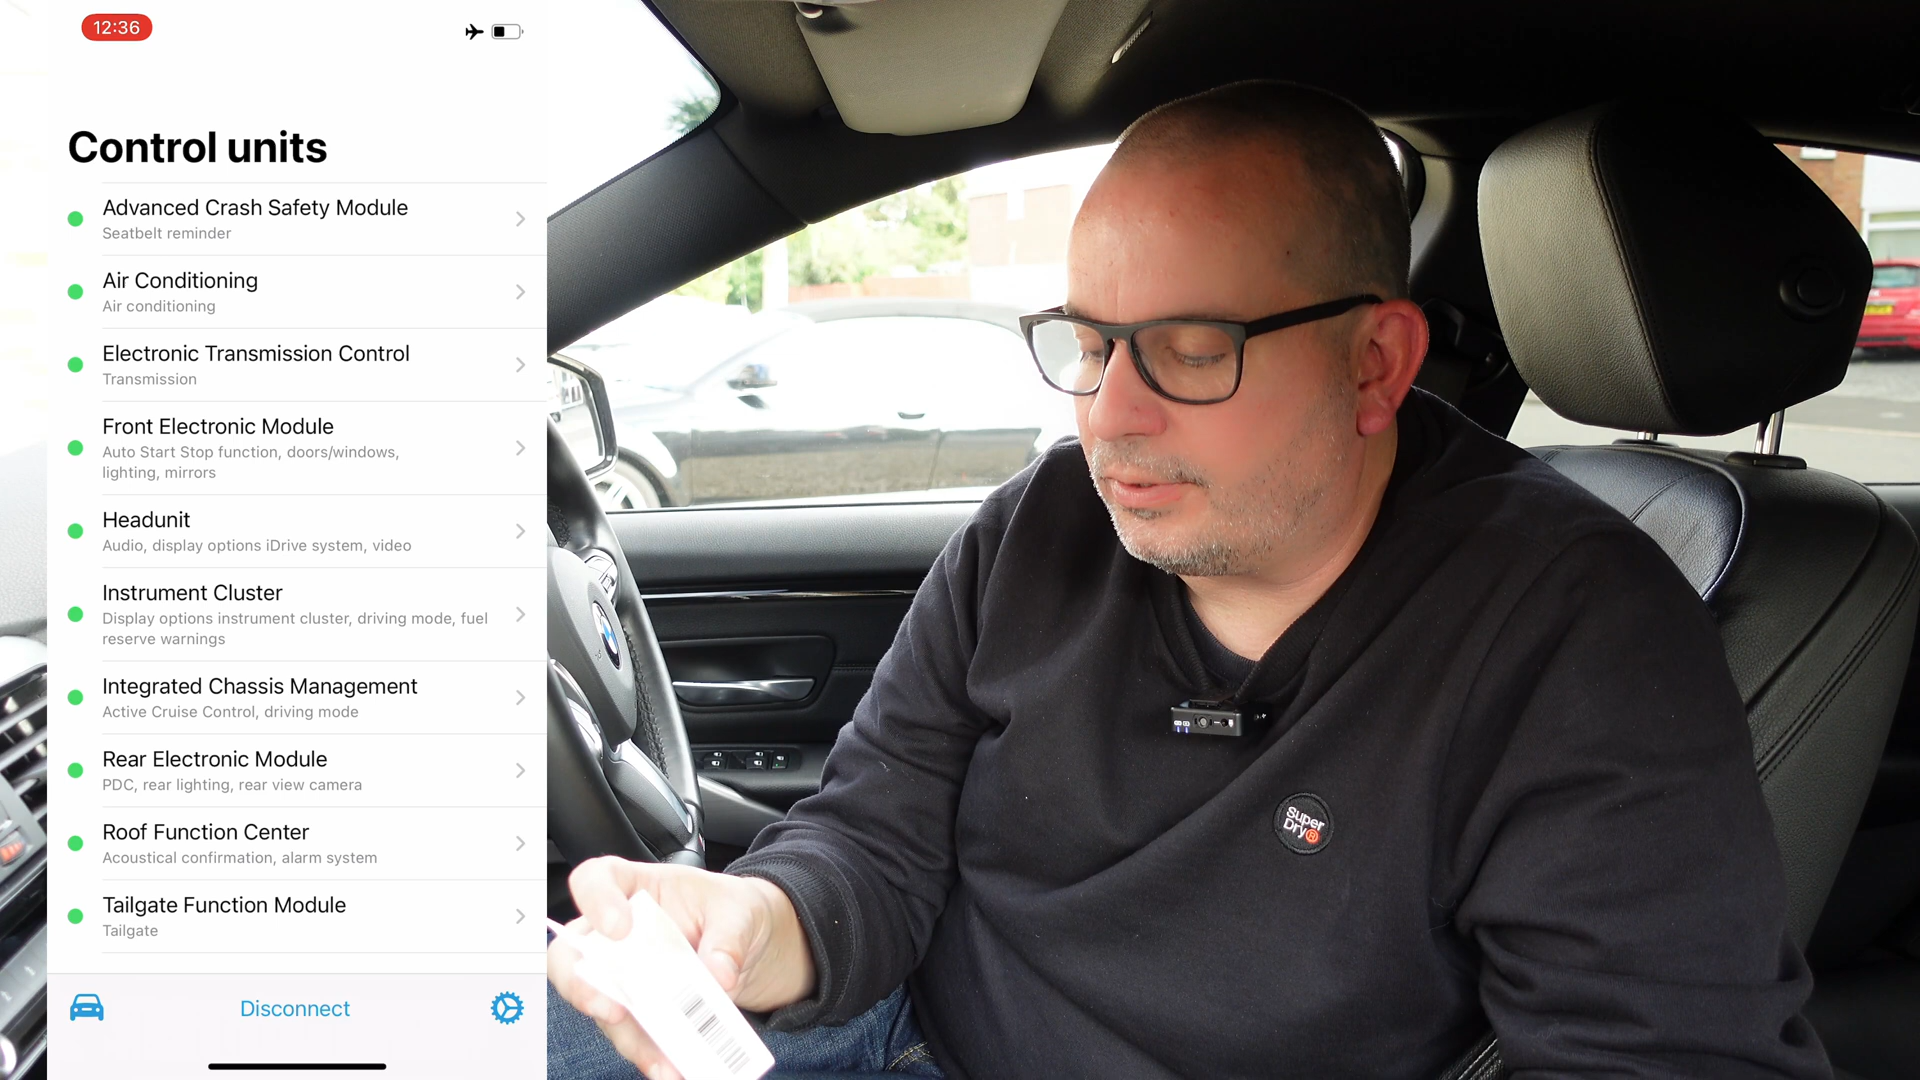 12:36
Control units
Advanced Crash Safety Module
Seatbelt reminder
Air Conditioning
Air conditioning
Electronic Transmission Control
Transmission
Front Electronic Module
Auto Start Stop function, doors/windows,
lighting, mirrors
Headunit
Audio, display options iDrive system, video
Instrument Cluster
Display options instrument cluster, driving mode, fuel
reserve warnings
Integrated Chassis Management
Active Cruise Control, driving mode
Rear Electronic Module
PDC, rear lighting, rear view camera
Roof Function Center
Acoustical confirmation, alarm system
Tailgate Function Module
Tailgate
Disconnect
Super
Dry®